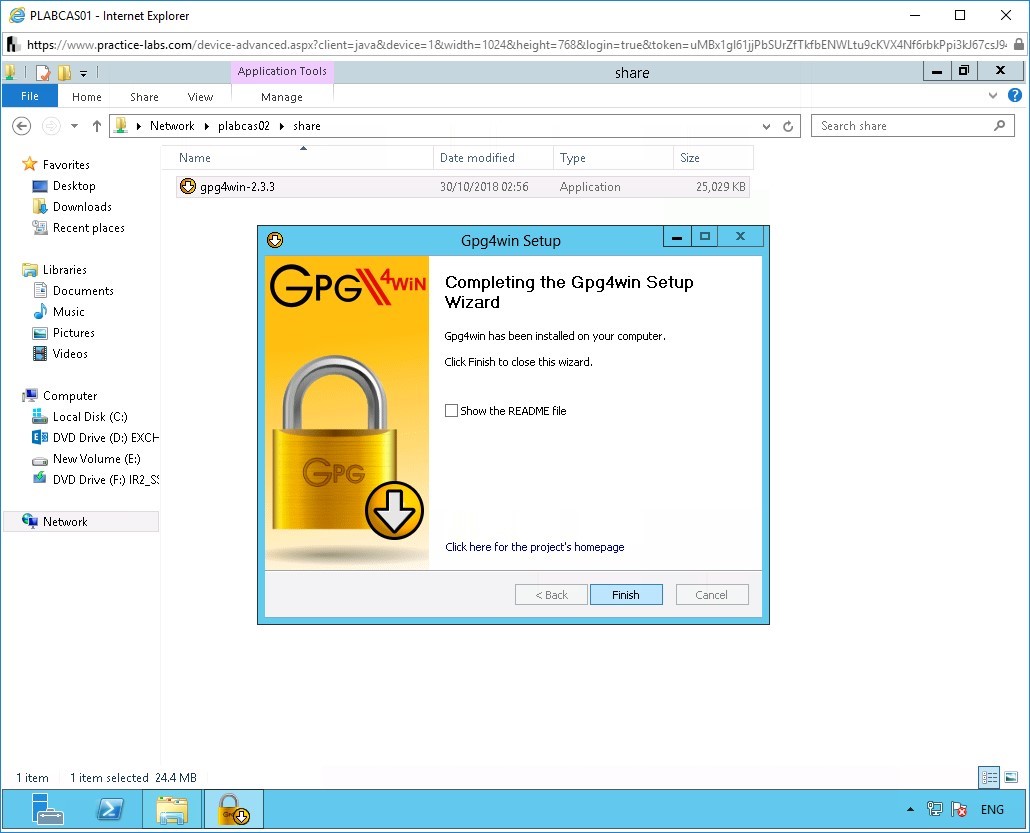 PLABCAS01 - Internet Explorer
https://www.practice-labs.com/device-advanced.aspx?client=java&device=1&width=1024&height=768&login=true&token=
Application Tools
share
File Home Share View Manage
Network plabcas02 share
Search share
Name Date modified Type Size
gpg4win-2.3.3 30/10/2018 02:56 Application 25,029 KB
Favorites
Desktop
Downloads
Recent places
Libraries
Documents
Music
Pictures
Videos
Computer
Local Disk (C:)
DVD Drive (D:) EXCH
New Volume (E:)
DVD Drive (F:) IR2_SS
Network
Gpg4win Setup
GPG4WiN
GPG
Completing the Gpg4win Setup
Wizard
Gpg4win has been installed on your computer.
Click Finish to close this wizard.
Show the README file
Click here for the project's homepage
< Back Finish Cancel
1 item 1 item selected 24.4 MB
ENG